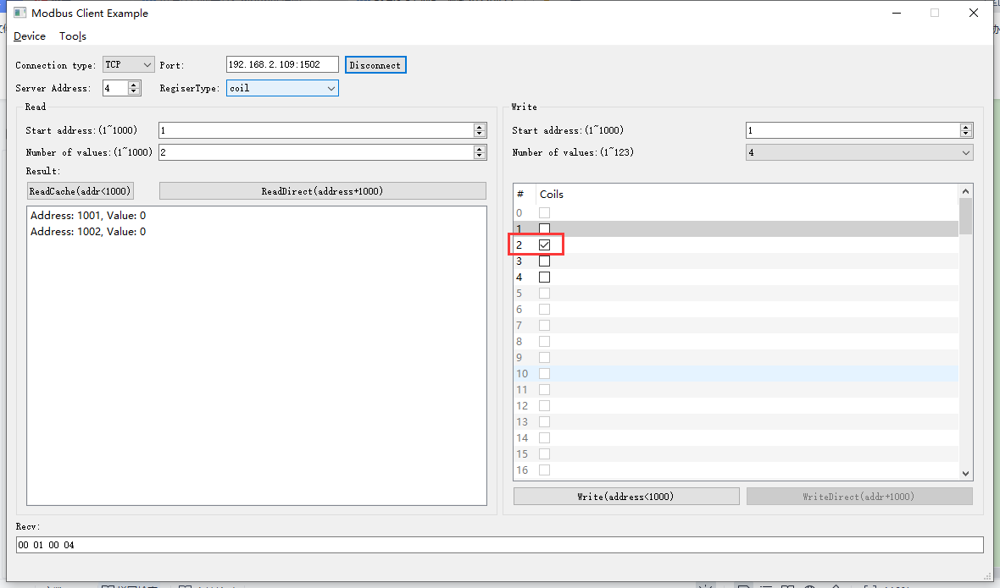 Modbus Client Example
Device Tools
Connection type: TCP Port: 192.168.2.109:1502 Disconnect
Server Address: 4 RegiserType: coil
Read
Start address:(1~1000) 1
Number of values:(1~1000) 2
Result:
ReadCache(addr<1000) ReadDirect(address+1000)
Address: 1001, Value: 0
Address: 1002, Value: 0
Write
Start address:(1~1000) 1
Number of values:(1~123) 4
# Coils
0
1
2
3
4
5
6
7
8
9
10
11
12
13
14
15
16
Write(address<1000) WriteDirect(addr+1000)
Recv:
00 01 00 04